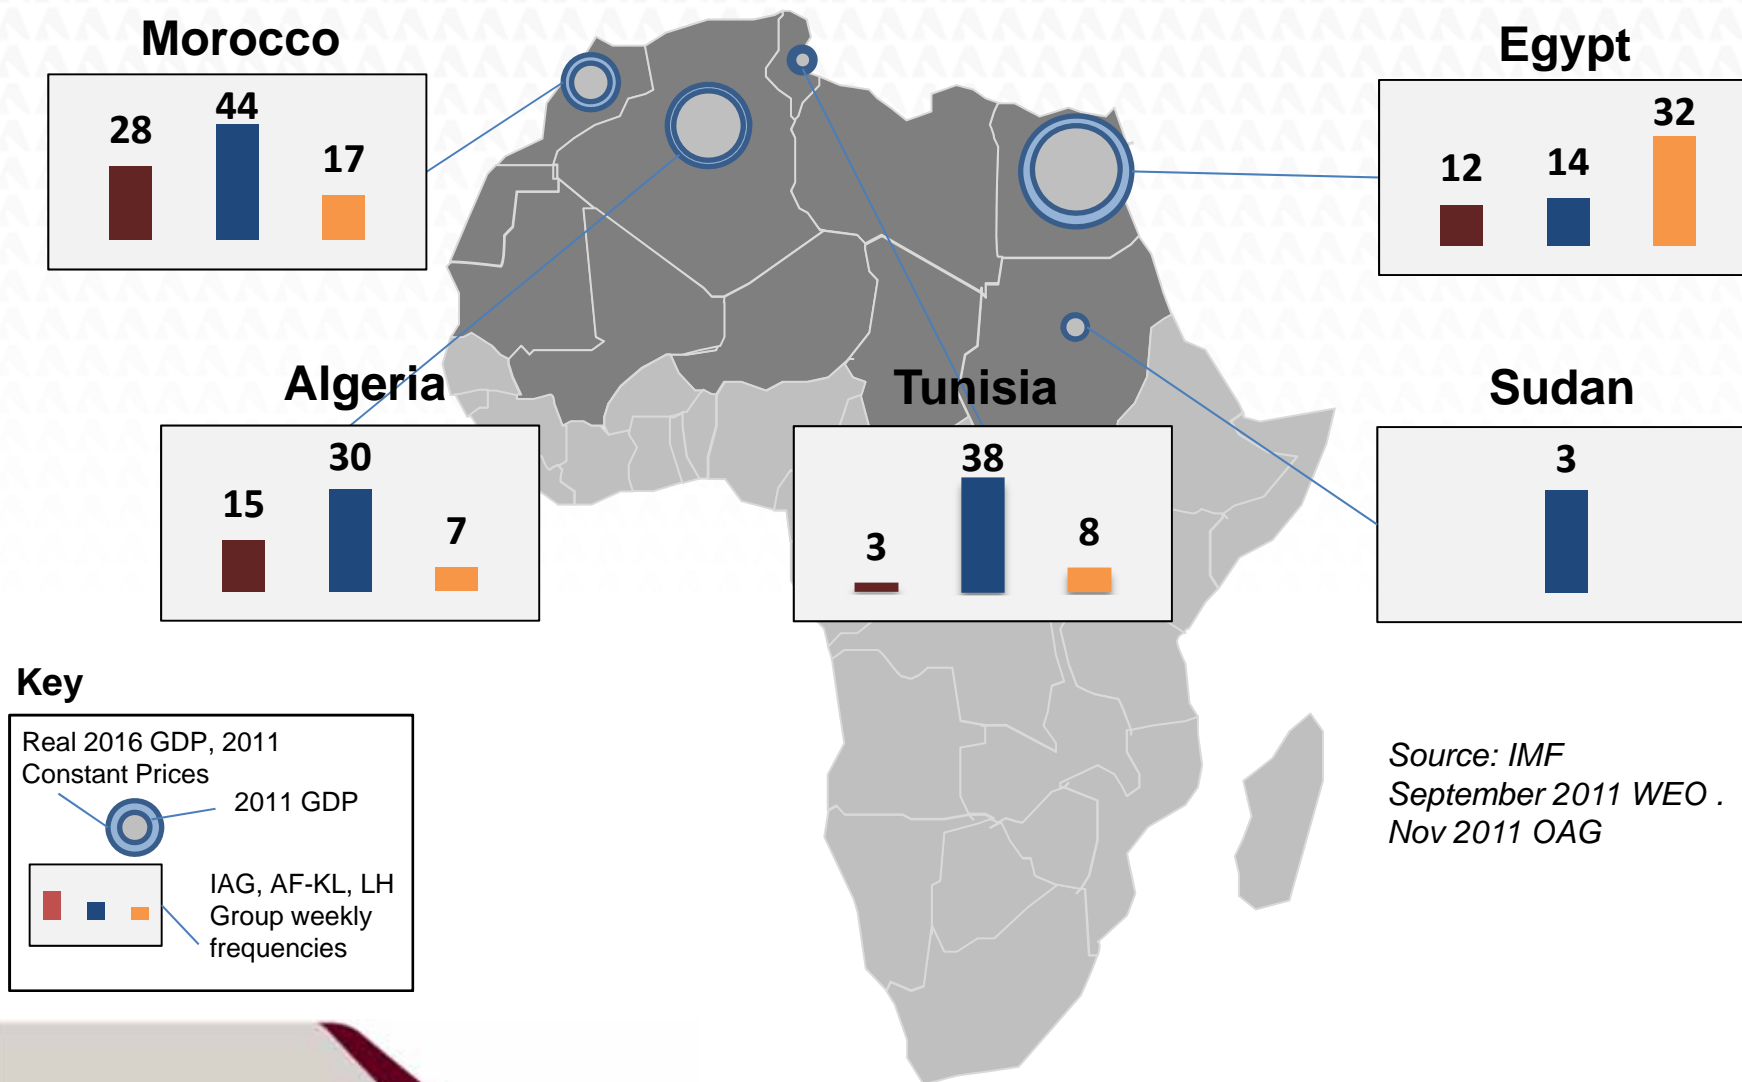 Morocco
28
44
17
Egypt
12
14
32
Algeria
15
30
7
Tunisia
3
38
8
Sudan
3
Key
Real 2016 GDP, 2011
Constant Prices
2011 GDP
IAG, AF-KL, LH
Group weekly
frequencies
Source: IMF
September 2011 WEO .
Nov 2011 OAG